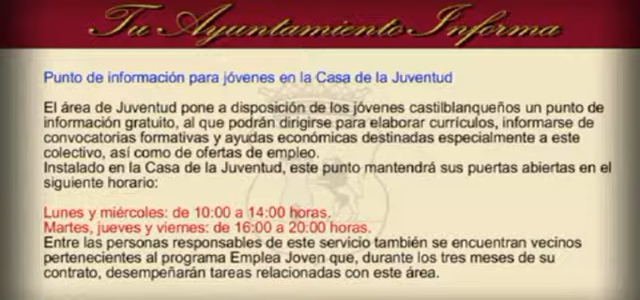 Tu Ayuntamiento Informa
Punto de información para jóvenes en la Casa de la Juventud
El área de Juventud pone a disposición de los jóvenes castilblanqueños un punto de
información gratuito, al que podrán dirigirse para elaborar currículos, informarse de
convocatorias formativas y ayudas económicas destinadas especialmente a este
colectivo, así como de ofertas de empleo.
Instalado en la Casa de la Juventud, este punto mantendrá sus puertas abiertas en el
siguiente horario:
Lunes y miércoles: de 10:00 a 14:00 horas.
Martes, jueves y viernes: de 16:00 a 20:00 horas.
Entre las personas responsables de este servicio también se encuentran vecinos
pertenecientes al programa Emplea Joven que, durante los tres meses de su
contrato, desempeñarán tareas relacionadas con este área.